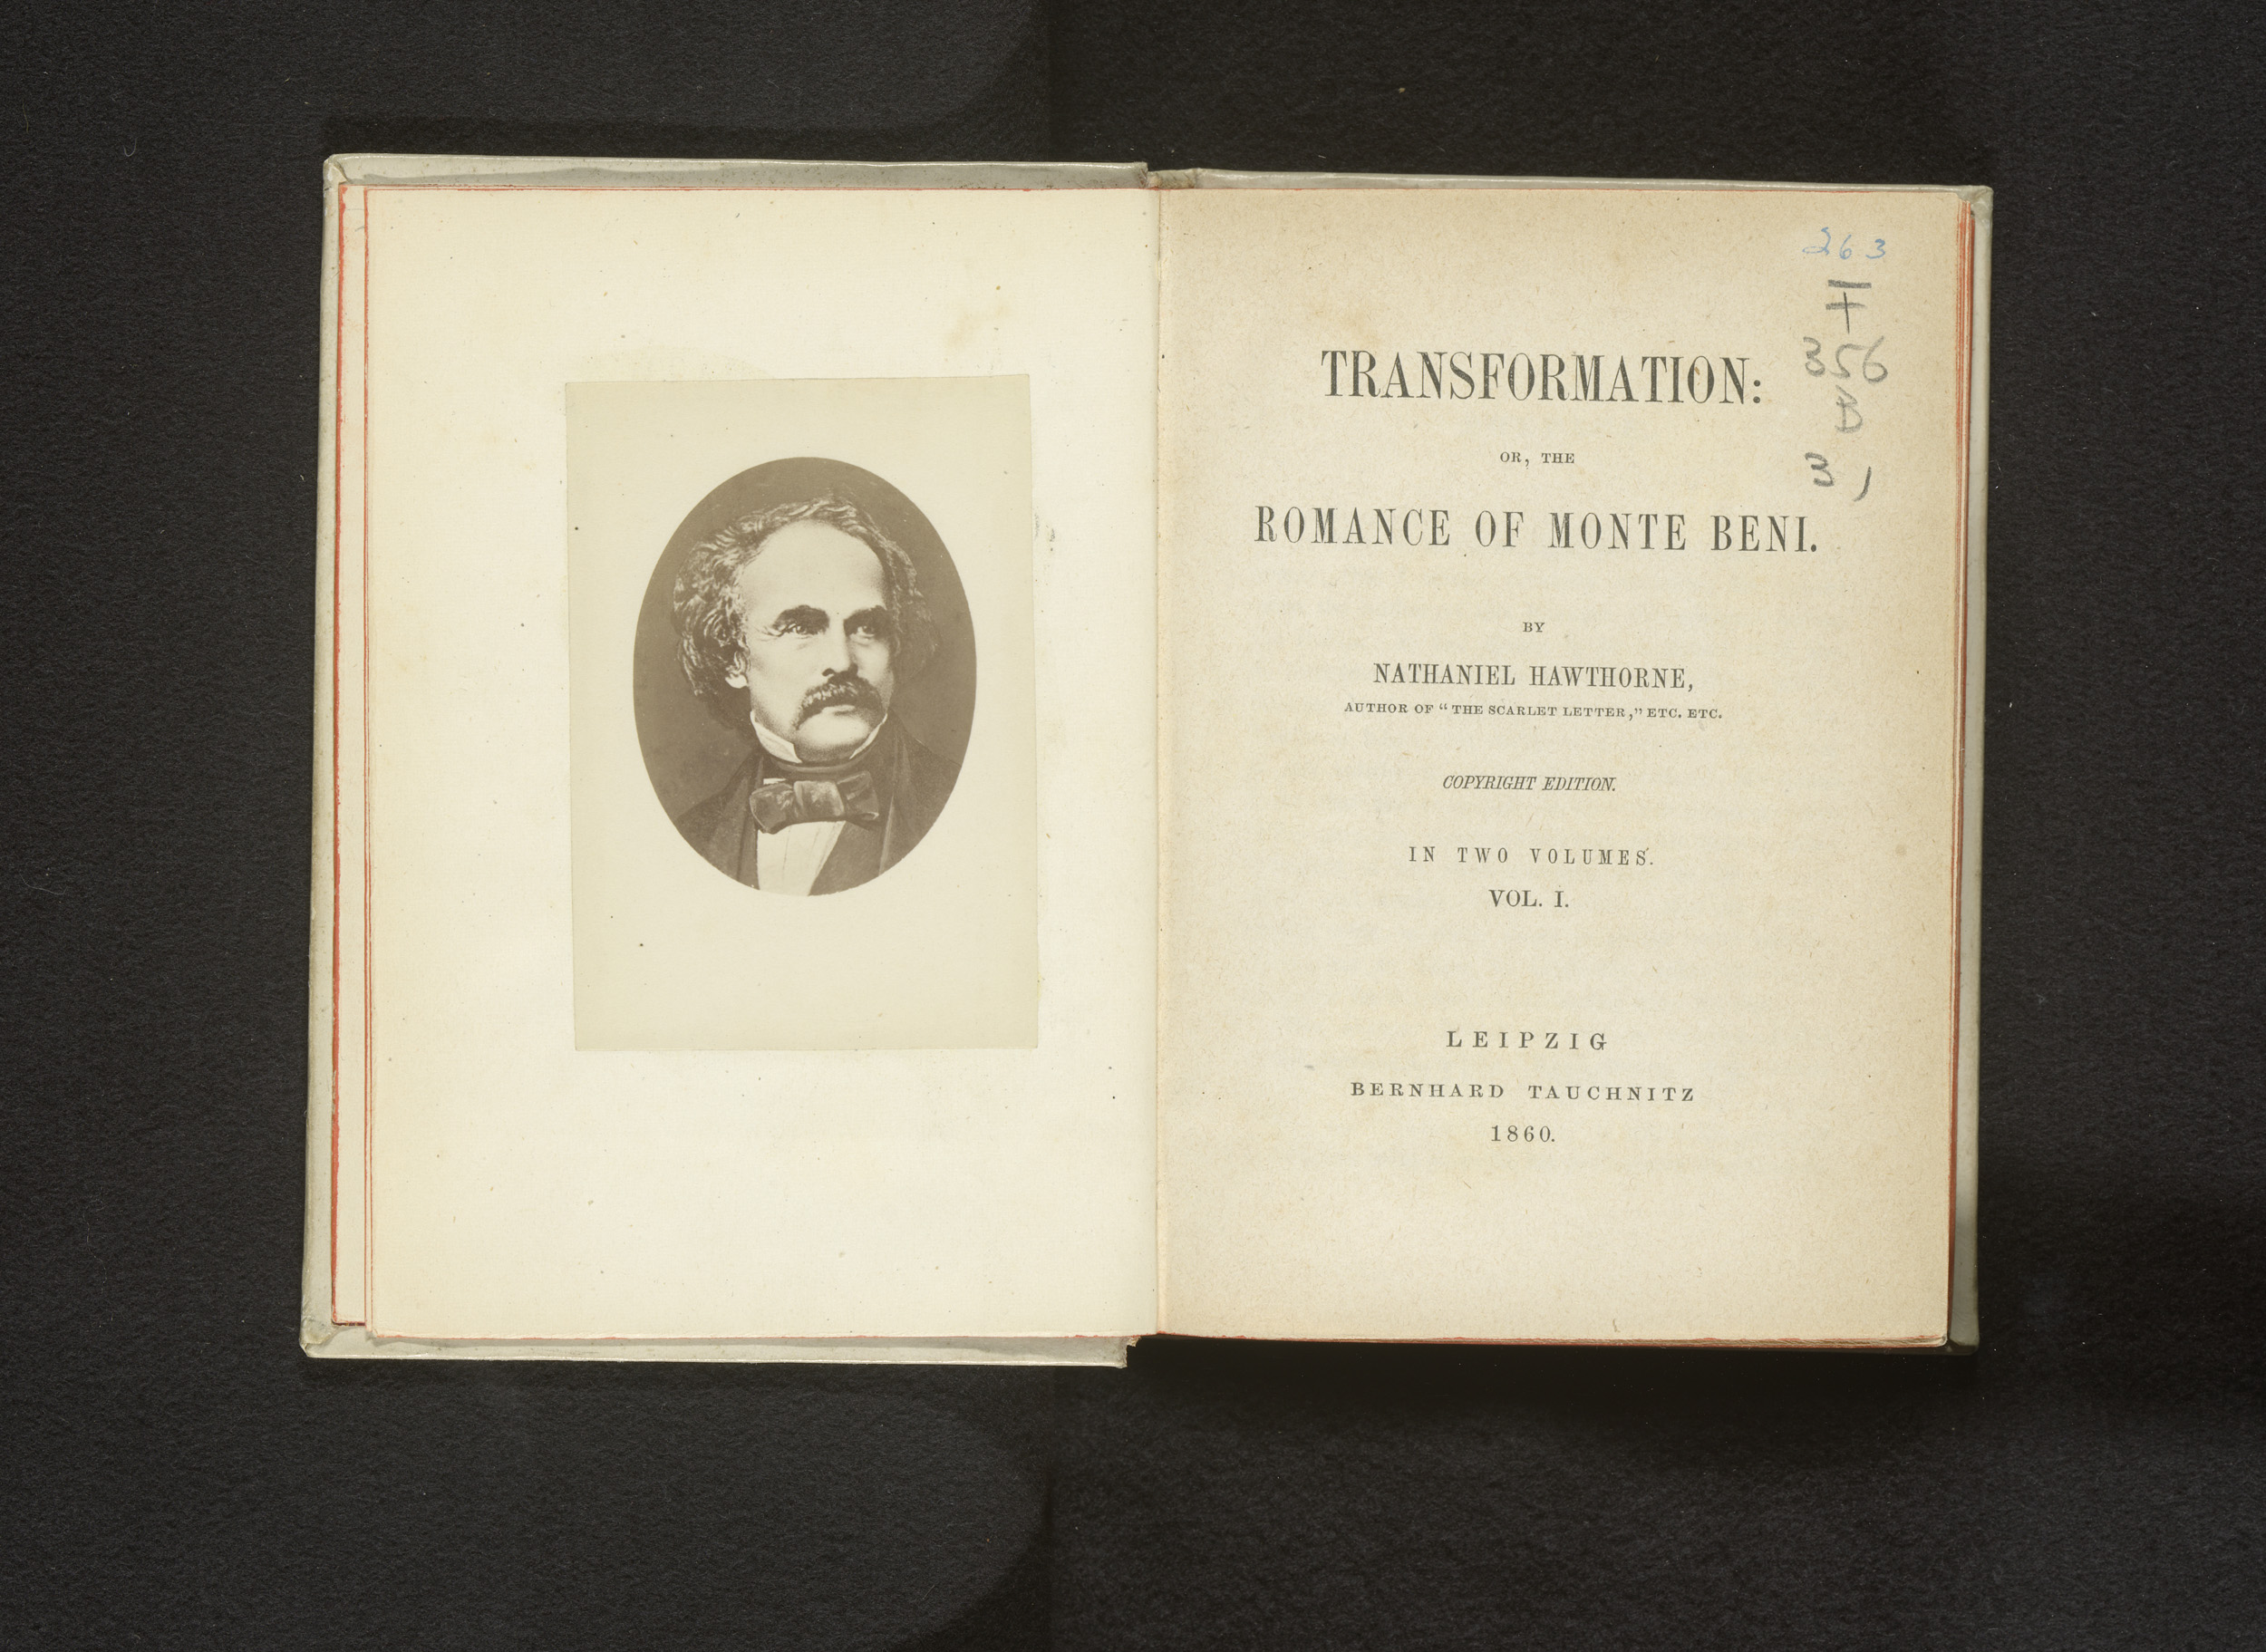 263
I
356
B
3,
TRANSFORMATION:
OR, THE
ROMANCE OF MONTE BENI.
BY
NATHANIEL HAWTHORNE,
AUTHOR OF “THE SCARLET LETTER,” ETC. ETC.
COPYRIGHT EDITION.
IN TWO VOLUMES.
VOL. I.
LEIPZIG
BERNHARD TAUCHNITZ
1860.